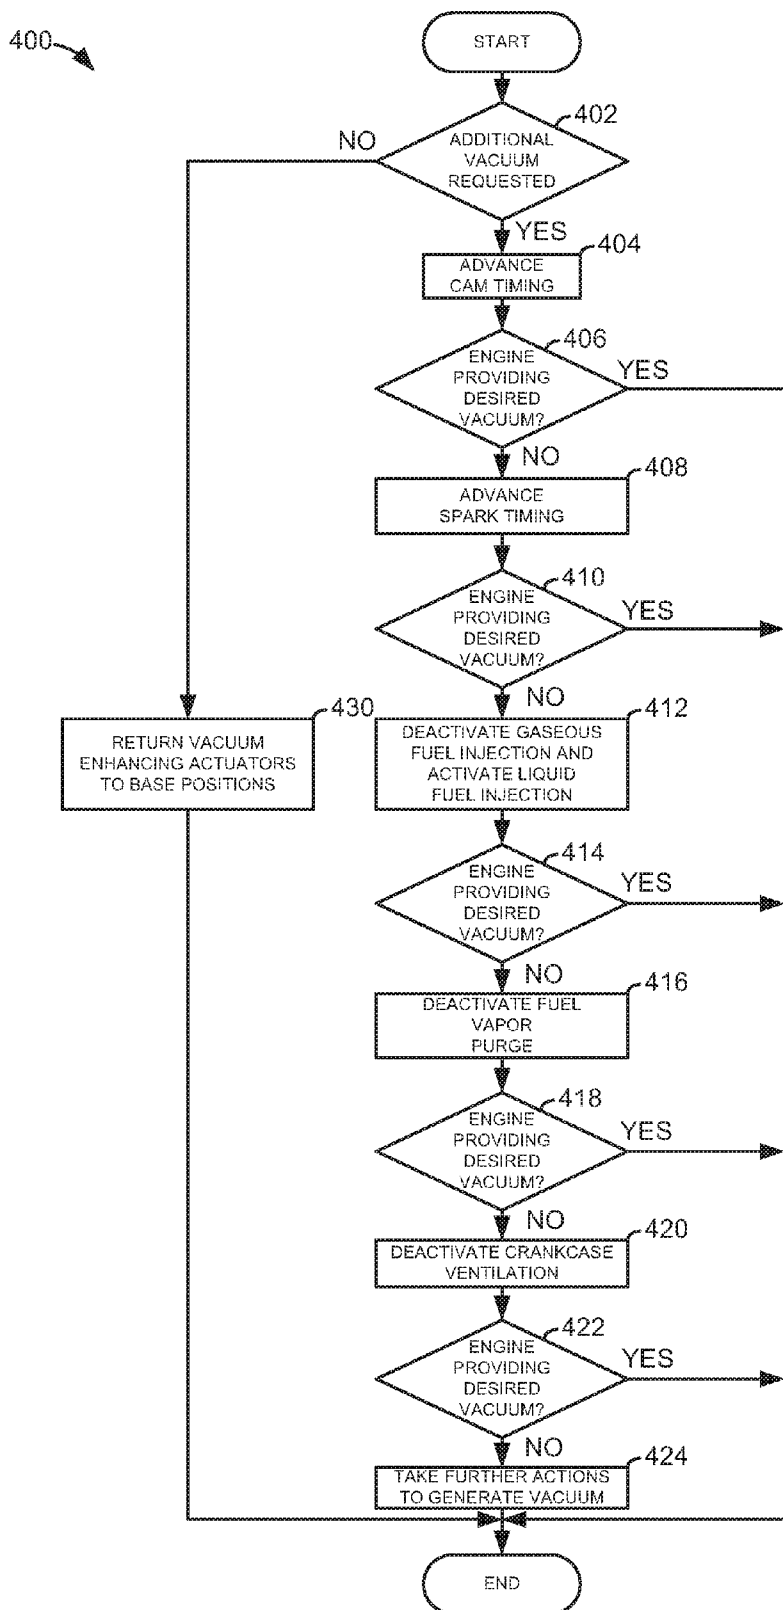 400
START
402
NO
ADDITIONAL
VACUUM
REQUESTED
YES
404
ADVANCE
CAM TIMING
406
ENGINE
PROVIDING
DESIRED
VACUUM?
YES
NO
408
ADVANCE
SPARK TIMING
410
ENGINE
PROVIDING
DESIRED
VACUUM?
YES
NO
430
RETURN VACUUM
ENHANCING ACTUATORS
TO BASE POSITIONS
412
DEACTIVATE GASEOUS
FUEL INJECTION AND
ACTIVATE LIQUID
FUEL INJECTION
414
ENGINE
PROVIDING
DESIRED
VACUUM?
YES
NO
416
DEACTIVATE FUEL
VAPOR
PURGE
418
ENGINE
PROVIDING
DESIRED
VACUUM?
YES
NO
420
DEACTIVATE CRANKCASE
VENTILATION
422
ENGINE
PROVIDING
DESIRED
VACUUM?
YES
NO
424
TAKE FURTHER ACTIONS
TO GENERATE VACUUM
END